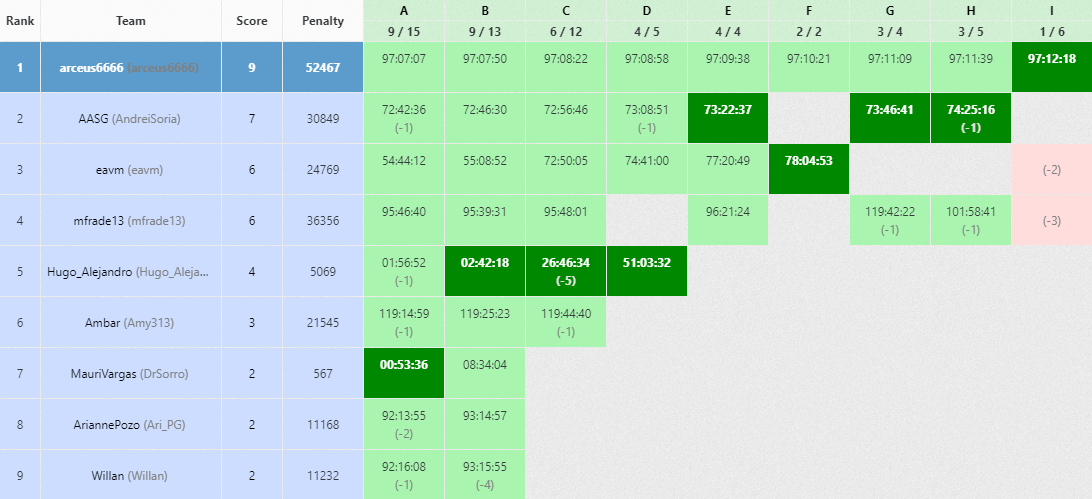 Rank Team Score Penalty A B C D E F G H I
9 / 15 9 / 13 6 / 12 4 / 5 4 / 4 2 / 2 3 / 4 3 / 5 1 / 6
1 arceus6666 (arceus6666) 9 52467 97:07:07 97:07:50 97:08:22 97:08:58 97:09:38 97:10:21 97:11:09 97:11:39 97:12:18
2 AASG (AndreiSoria) 7 30849 72:42:36 72:46:30 72:56:46 73:08:51 73:22:37 73:46:41 74:25:16
(-1) (-1) (-1)
3 eavm (eavm) 6 24769 54:44:12 55:08:52 72:50:05 74:41:00 77:20:49 78:04:53 (-2)
4 mfrade13 (mfrade13) 6 36356 95:46:40 95:39:31 95:48:01 96:21:24 119:42:22 101:58:41 (-3)
(-1) (-1)
5 Hugo_Alejandro (Hugo_Aleja... 4 5069 01:56:52 02:42:18 26:46:34 51:03:32
(-1) (-5)
6 Ambar (Amy313) 3 21545 119:14:59 119:25:23 119:44:40
(-1) (-1)
7 MauriVargas (DrSorro) 2 567 00:53:36 08:34:04
8 AriannePozo (Ari_PG) 2 11168 92:13:55 93:14:57
(-2)
9 Willan (Willan) 2 11232 92:16:08 93:15:55
(-1) (-4)